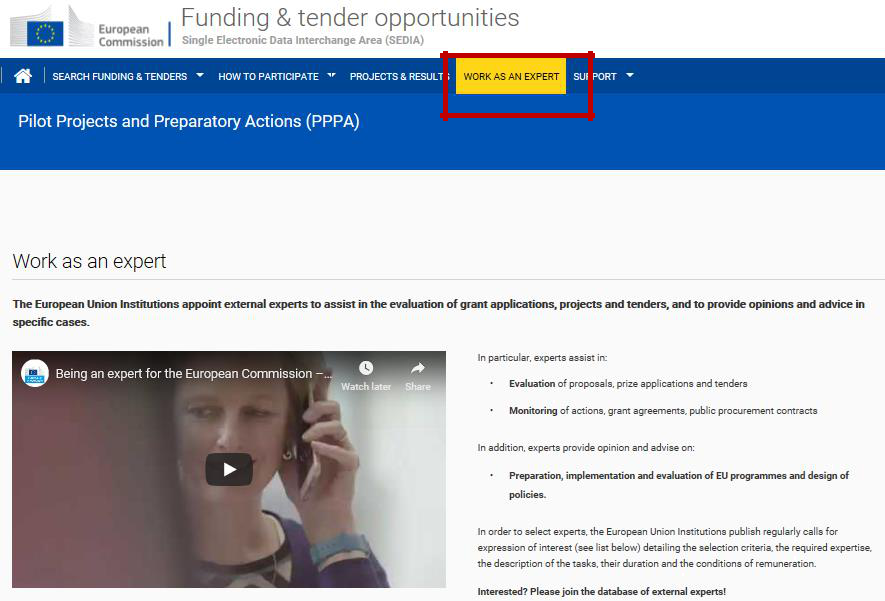 European
Commission
Funding & tender opportunities
Single Electronic Data Interchange Area (SEDIA)
SEARCH FUNDING & TENDERS HOW TO PARTICIPATE PROJECTS & RESULTS WORK AS AN EXPERT SUPPORT
Pilot Projects and Preparatory Actions (PPPA)
Work as an expert
The European Union Institutions appoint external experts to assist in the evaluation of grant applications, projects and tenders, and to provide opinions and advice in
specific cases.
Being an expert for the European Commission –...
Watch later Share
In particular, experts assist in:
• Evaluation of proposals, prize applications and tenders
• Monitoring of actions, grant agreements, public procurement contracts
In addition, experts provide opinion and advise on:
• Preparation, implementation and evaluation of EU programmes and design of
policies.
In order to select experts, the European Union Institutions publish regularly calls for
expression of interest (see list below) detailing the selection criteria, the required expertise,
the description of the tasks, their duration and the conditions of remuneration.
Interested? Please join the database of external experts!